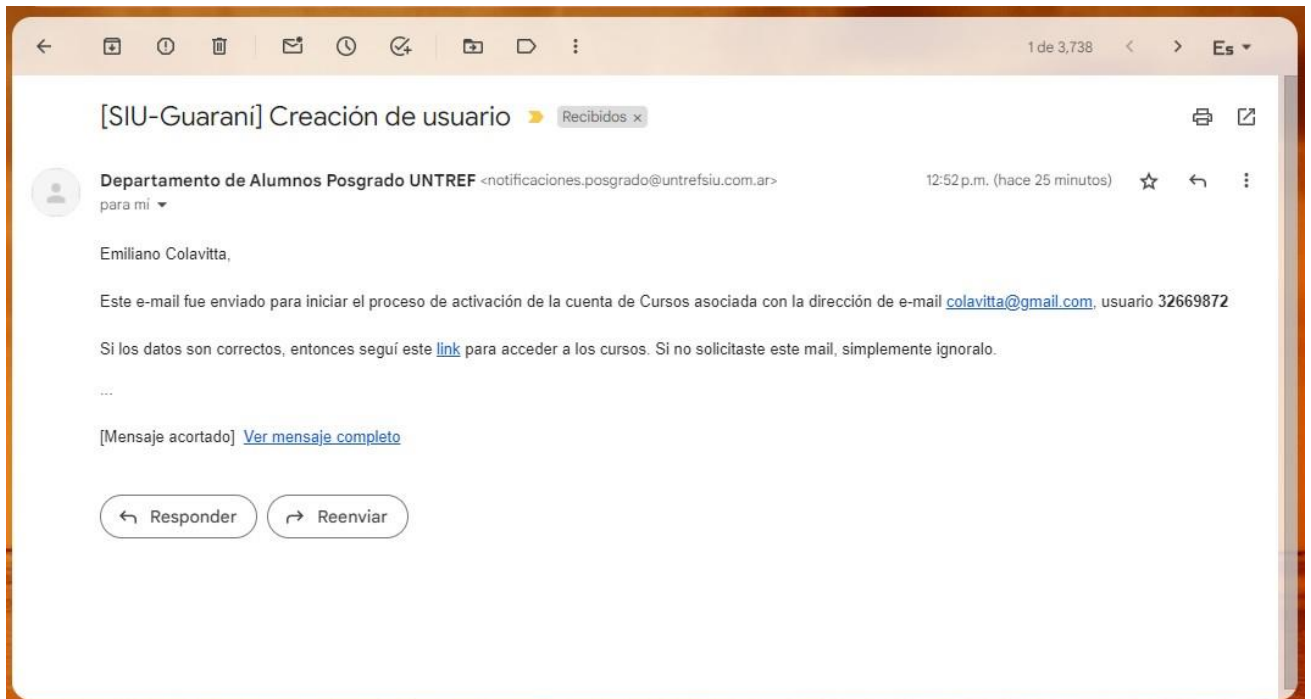 1 de 3,738
Es
[SIU-Guaraní] Creación de usuario
Recibidos ×
Departamento de Alumnos Posgrado UNTREF <notificaciones.posgrado@untrefsiu.com.ar>
12:52 p.m. (hace 25 minutos)
para mí
Emiliano Colavitta,
Este e-mail fue enviado para iniciar el proceso de activación de la cuenta de Cursos asociada con la dirección de e-mail colavitta@gmail.com, usuario 32669872
Si los datos son correctos, entonces seguí este link para acceder a los cursos. Si no solicitaste este mail, simplemente ignoralo.
...
[Mensaje acortado] Ver mensaje completo
Responder
Reenviar